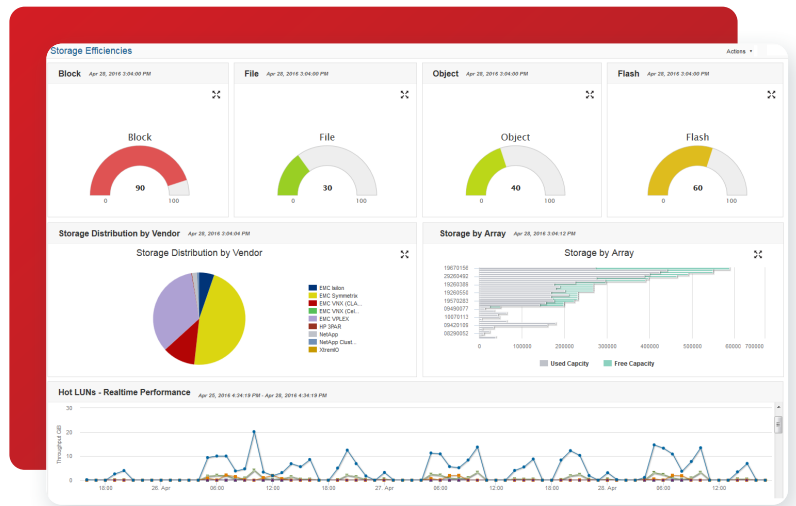 Storage Efficiencies
Actions
Block Apr 28, 2016 3:04:00 PM
File Apr 28, 2016 3:04:00 PM
Object Apr 28, 2016 3:04:00 PM
Flash Apr 28, 2016 3:04:00 PM
Block
90
0 100
File
30
0 100
Object
40
0 100
Flash
60
0 100
Storage Distribution by Vendor Apr 28, 2016 3:04:04 PM
Storage Distribution by Vendor
EMC Isilon
EMC Symmetrix
EMC VNX (CLA...
EMC VNX (Cel...
EMC VPLEX
HP 3PAR
NetApp
NetApp Clust...
XtremIO
Storage by Array Apr 28, 2016 3:04:12 PM
Storage by Array
19870156
29260492
19260389
19260558
19570283
09490077
10070113
09420106
08290052
0 100000 200000 300000 400000 500000 60000 700000
Used Capcity Free Capacity
Hot LUNs - Realtime Performance Apr 25, 2016 4:34:19 PM - Apr 28, 2016 4:34:19 PM
Throughput GB
30
20
10
0
18:00 26. Apr 06:00 12:00 18:00 27. Apr 06:00 12:00 18:00 28. Apr 06:00 12:00